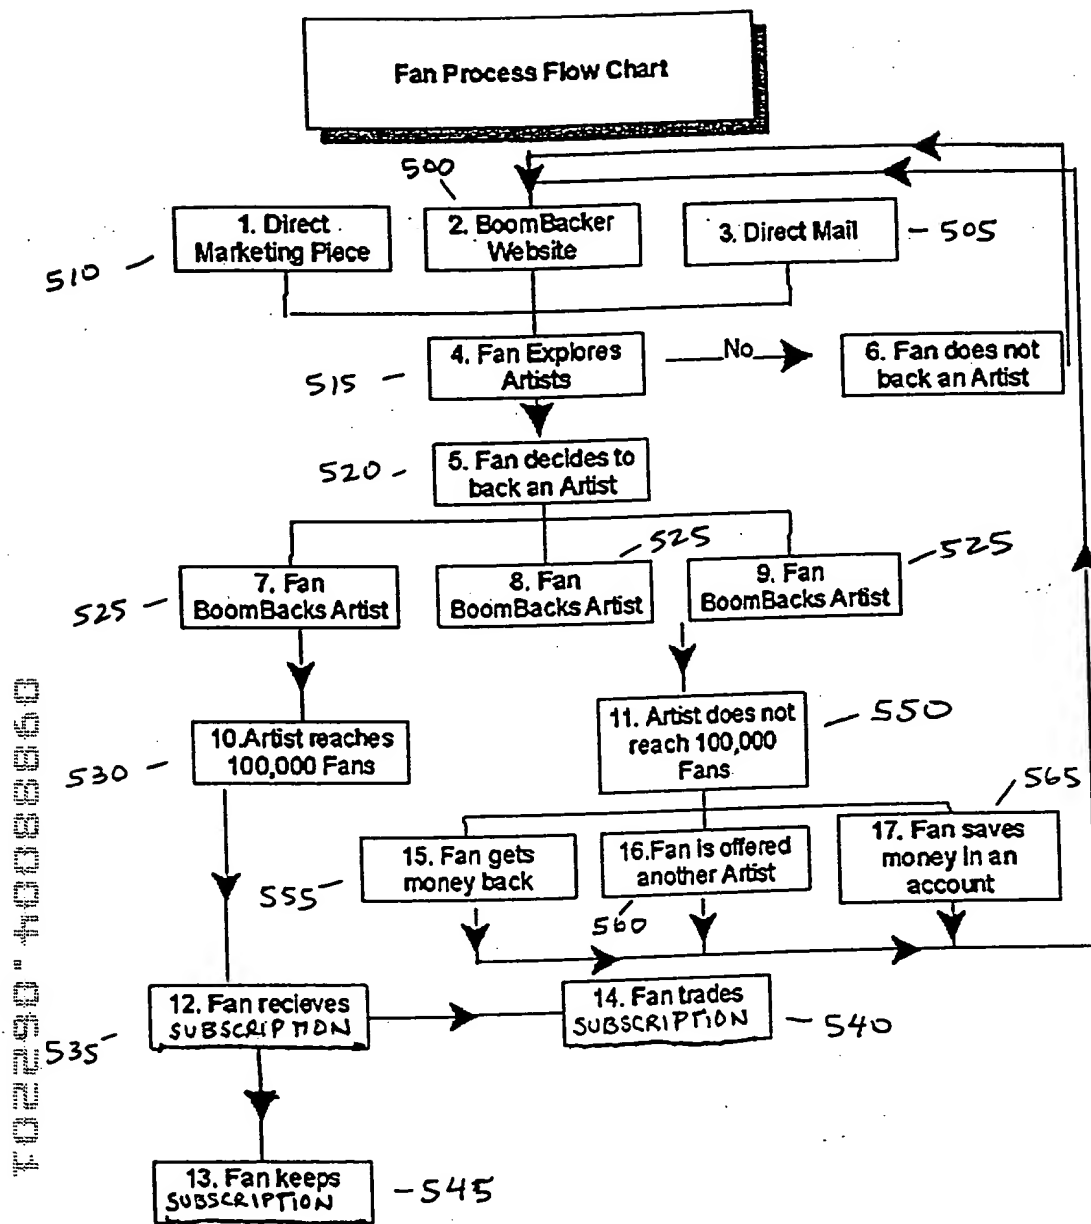 Fan Process Flow Chart
500
1. Direct
Marketing Piece
2. BoomBacker
Website
3. Direct Mail
505
510
4. Fan Explores
Artists
No
6. Fan does not
back an Artist
515
5. Fan decides to
back an Artist
520
525
525
7. Fan
BoomBacks Artist
8. Fan
BoomBacks Artist
9. Fan
BoomBacks Artist
525
10.Artist reaches
100,000 Fans
530
11. Artist does not
reach 100,000
Fans
550
565
15. Fan gets
money back
16.Fan is offered
another Artist
17. Fan saves
money in an
account
555
560
12. Fan recieves
SUBSCRIPTION
14. Fan trades
SUBSCRIPTION
540
535
13. Fan keeps
SUBSCRIPTION
545